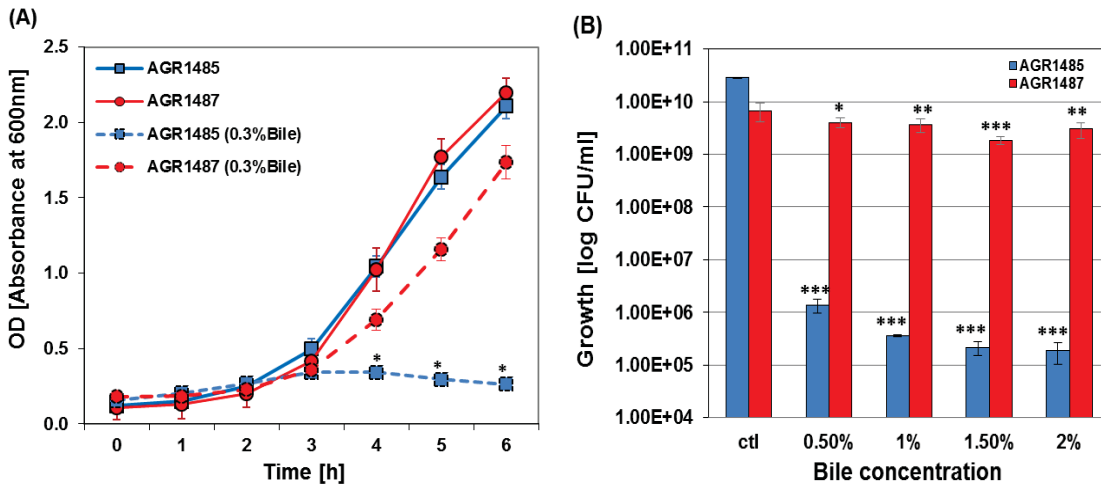 (A)
OD [Absorbance at 600nm]
2.5
2.0
1.5
1.0
0.5
0.0
AGR1485
AGR1487
AGR1485 (0.3%Bile)
AGR1487 (0.3%Bile)
* * *
0 1 2 3 4 5 6
Time [h]
(B)
Growth [log CFU/ml]
1.00E+11
1.00E+10
1.00E+09
1.00E+08
1.00E+07
1.00E+06
1.00E+05
1.00E+04
AGR1485
AGR1487
* ** *** **
*** *** *** ***
ctl 0.50% 1% 1.50% 2%
Bile concentration